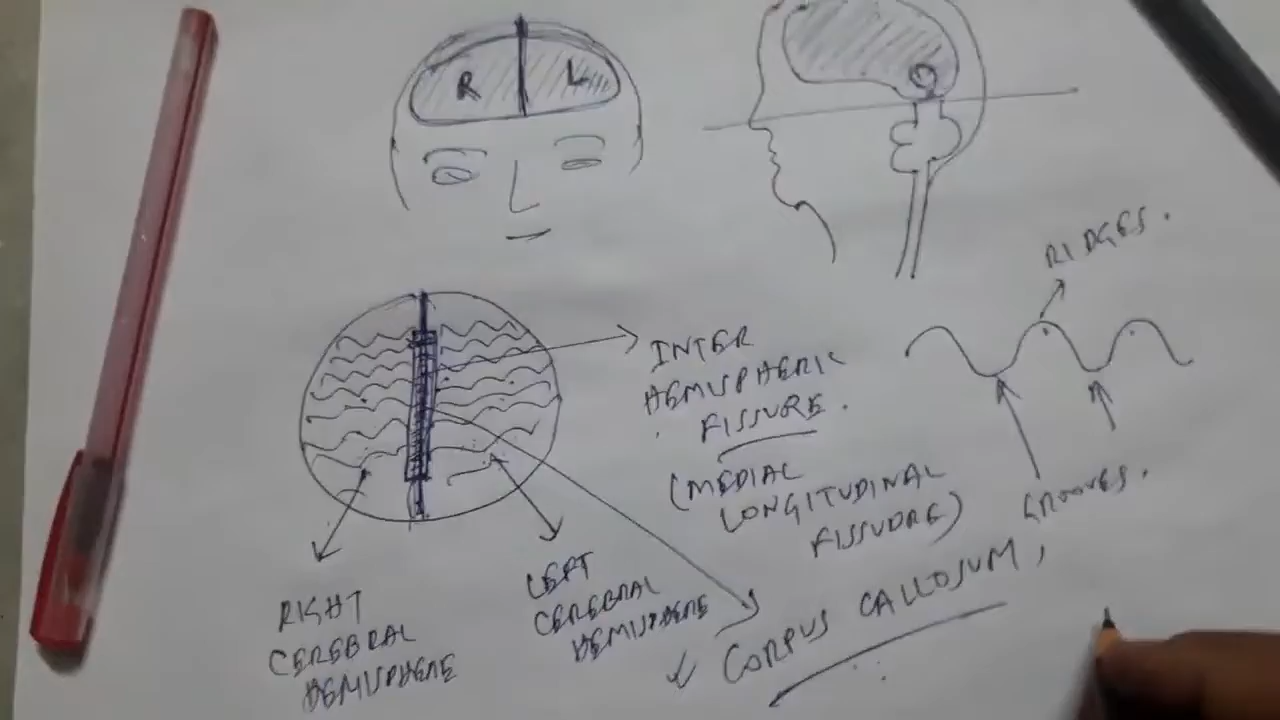 R L
RIDGES.
INTER
HEMISPHERIC
FISSURE.
(MEDIAL
LONGITUDINAL
FISSURE)
GROOVES.
RIGHT
CEREBRAL
HEMISPHERE
LEFT
CEREBRAL
HEMISPHERE
CORPUS CALLOSUM,